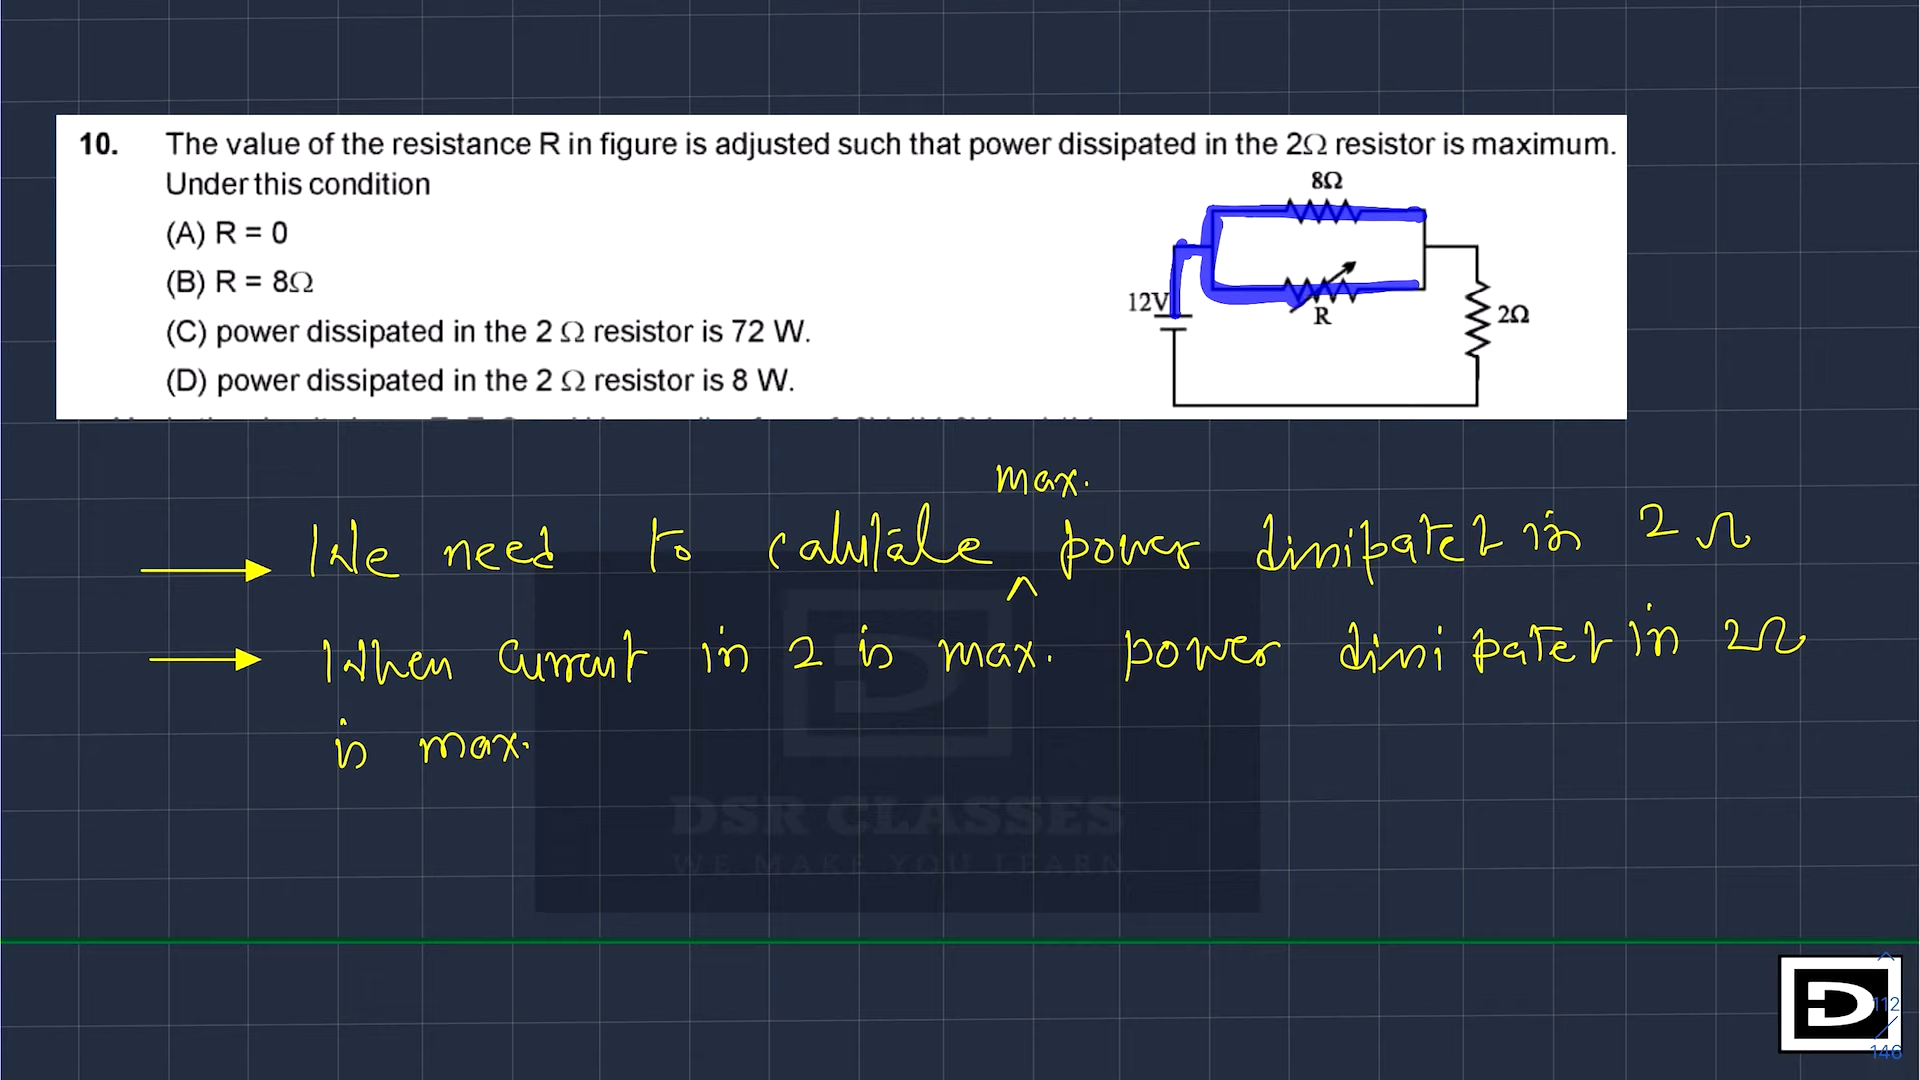 10. The value of the resistance R in figure is adjusted such that power dissipated in the 2Ω resistor is maximum.
Under this condition
(A) R = 0
(B) R = 8Ω
(C) power dissipated in the 2 Ω resistor is 72 W.
(D) power dissipated in the 2 Ω resistor is 8 W.
8Ω
12V
R
2Ω
max.
We need to calculate ^ power dissipated in 2 Ω
When current in 2 is max. power dissipated in 2Ω
is max.
DSR CLASSES
WE MAKE YOU LEARN
D
112
146